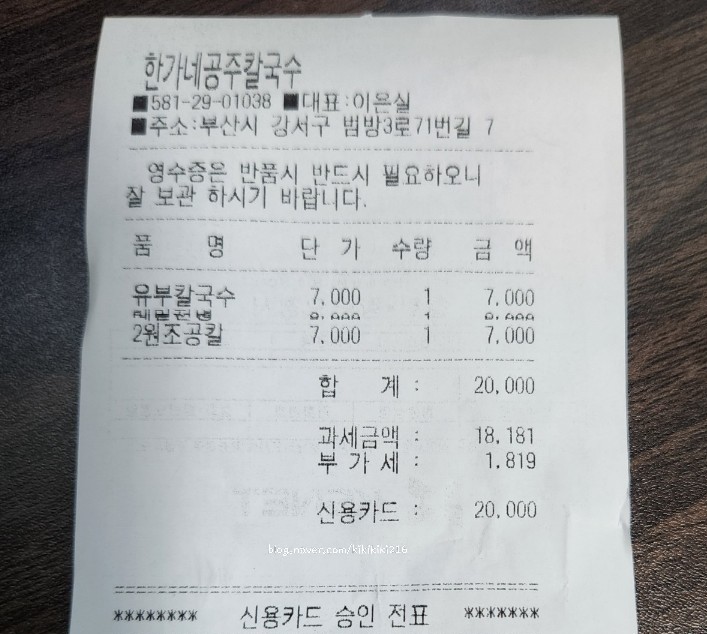 한가네공주칼국수
■581-29-01038 ■대표:이은실
■주소:부산시 강서구 범방3로71번길 7
영수증은 반품시 반드시 필요하오니
잘 보관 하시기 바랍니다.
품 명 단 가 수량 금 액
유부칼국수 7,000 1 7,000
1
2원조공칼 7,000 1 7,000
합 계 : 20,000
과세금액 : 18,181
부 가 세 : 1,819
신용카드 : 20,000
blog.naver.com/kikikiki216
******** 신용카드 승인 전표 *******